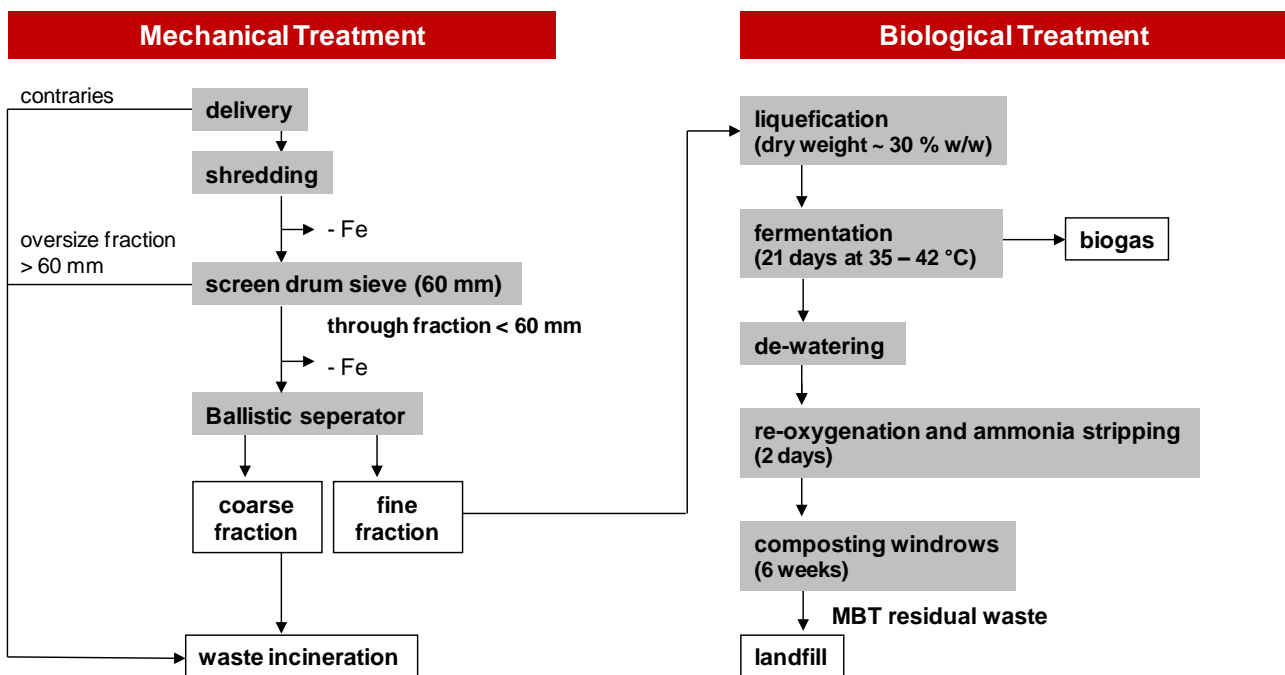 Mechanical Treatment
contraries
delivery
shredding
- Fe
oversize fraction
> 60 mm
screen drum sieve (60 mm)
through fraction < 60 mm
- Fe
Ballistic seperator
coarse
fraction
fine
fraction
waste incineration
Biological Treatment
liquefication
(dry weight ~ 30 % w/w)
fermentation
(21 days at 35 – 42 °C)
biogas
de-watering
re-oxygenation and ammonia stripping
(2 days)
composting windrows
(6 weeks)
MBT residual waste
landfill